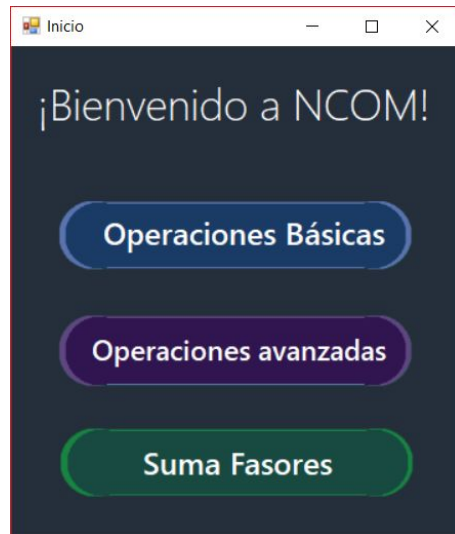 Inicio
¡Bienvenido a NCOM!
Operaciones Básicas
Operaciones avanzadas
Suma Fasores